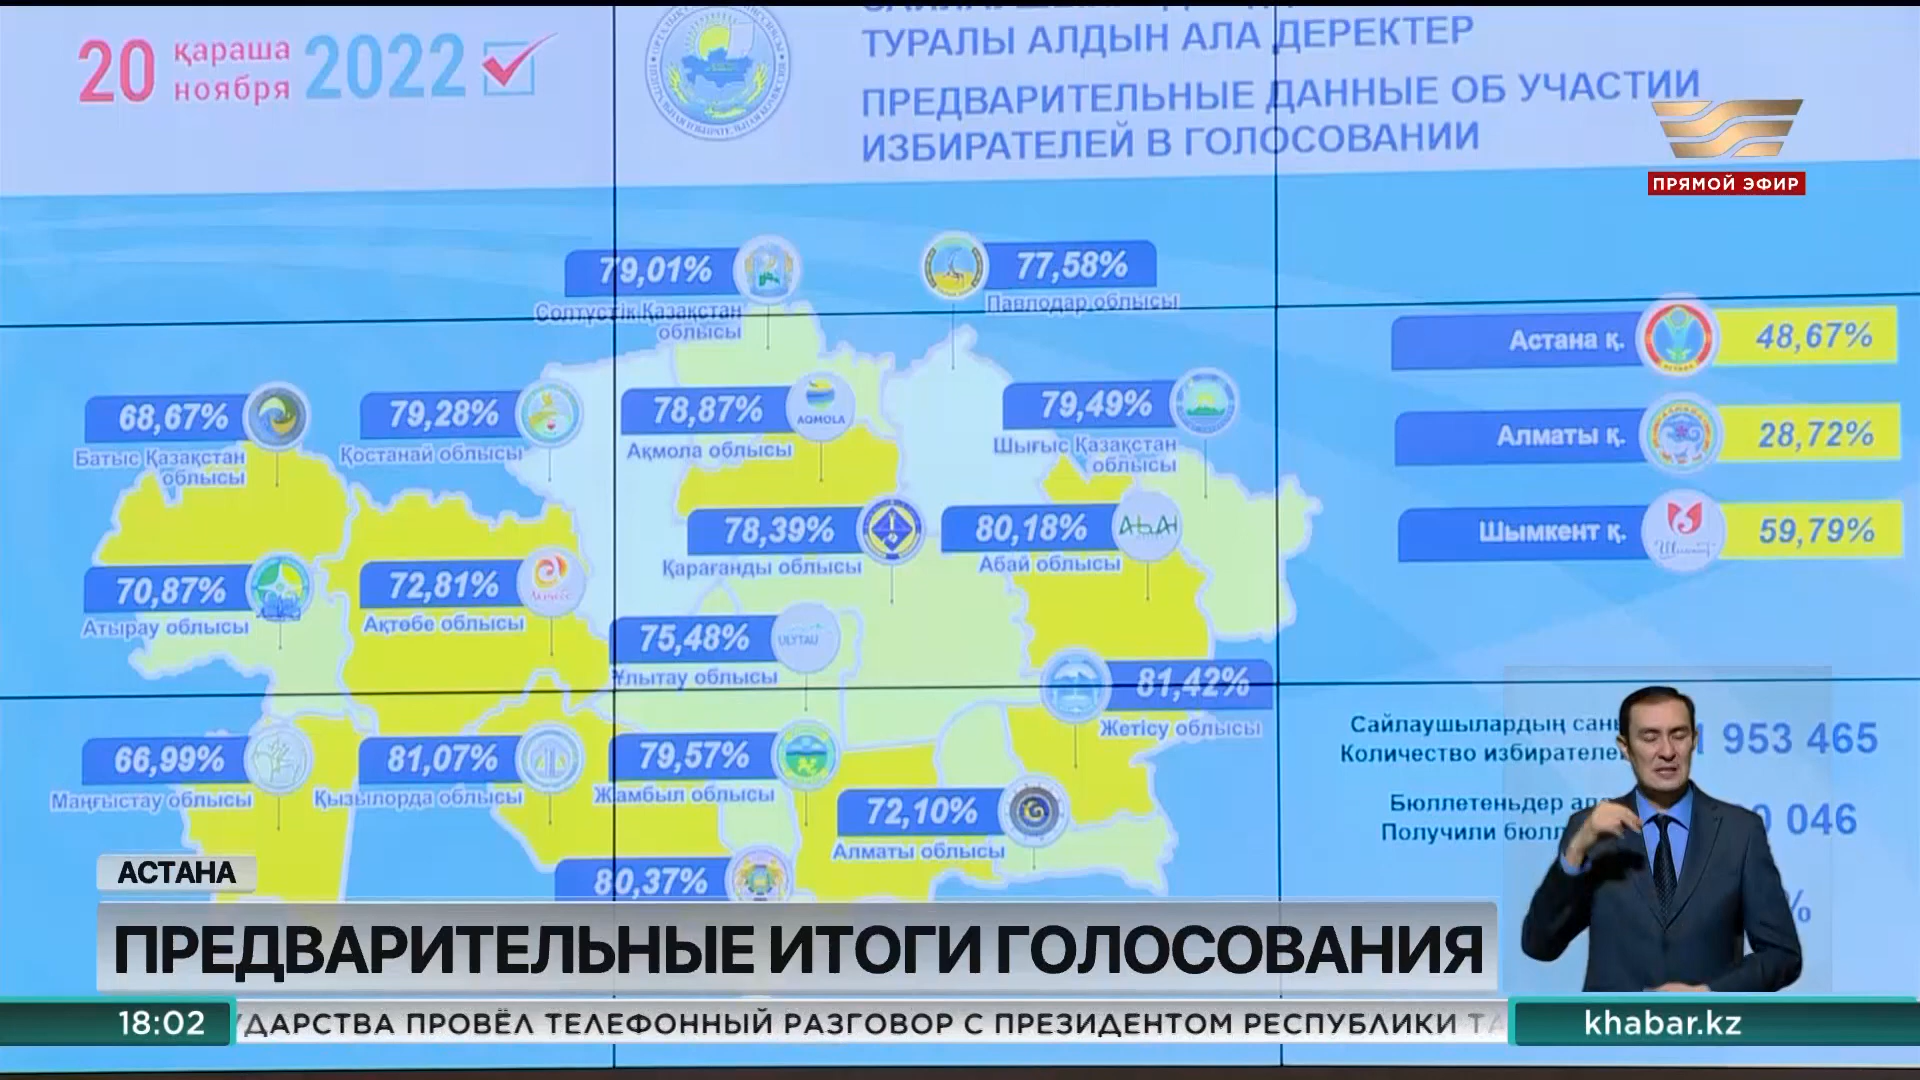 20 қараша
ноября 2022
ТУРАЛЫ АЛДЫН АЛА ДЕРЕКТЕР
ПРЕДВАРИТЕЛЬНЫЕ ДАННЫЕ ОБ УЧАСТИИ
ИЗБИРАТЕЛЕЙ В ГОЛОСОВАНИИ
ПРЯМОЙ ЭФИР
79,01%
Солтүстік Қазақстан
облысы
77,58%
Павлодар облысы
Астана қ. 48,67%
68,67%
Батыс Қазақстан
облысы
79,28%
Қостанай облысы
78,87%
AQMOLA
Ақмола облысы
79,49%
Шығыс Қазақстан
облысы
Алматы қ. 28,72%
78,39%
Қарағанды облысы
80,18%
АБАЙ
Абай облысы
Шымкент қ. 59,79%
70,87%
Атырау облысы
72,81%
Ақтөбе облысы
75,48%
ULYTAU
Ұлытау облысы
81,42%
Жетісу облысы
66,99%
Маңғыстау облысы
81,07%
Қызылорда облысы
79,57%
Жамбыл облысы
72,10%
Алматы облысы
80,37%
Сайлаушылардың
Количество
953 465
Бюллетеньдер
Получили
046
%
АСТАНА
ПРЕДВАРИТЕЛЬНЫЕ ИТОГИ ГОЛОСОВАНИЯ
18:02
УДАРСТВА ПРОВЁЛ ТЕЛЕФОННЫЙ РАЗГОВОР С ПРЕЗИДЕНТОМ РЕСПУБЛИКИ ТА
khabar.kz